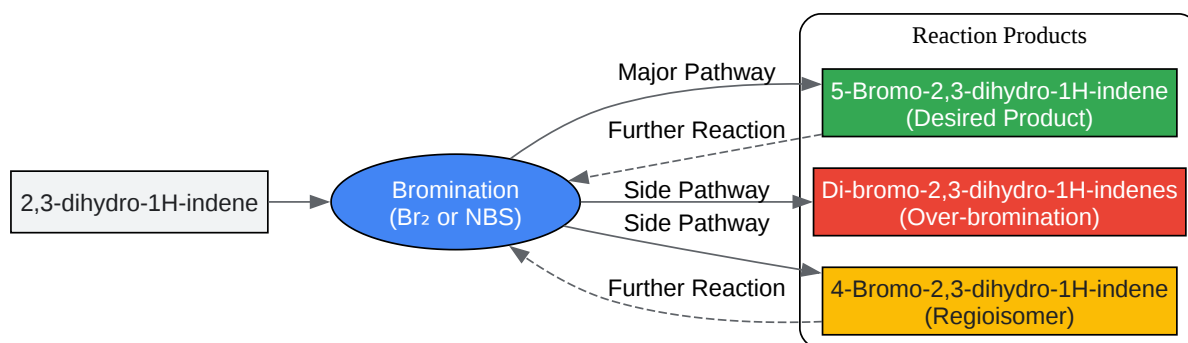 Reaction Products
Major Pathway
5-Bromo-2,3-dihydro-1H-indene
(Desired Product)
Further Reaction
2,3-dihydro-1H-indene
Bromination
(Br₂ or NBS)
Side Pathway
Di-bromo-2,3-dihydro-1H-indenes
(Over-bromination)
Side Pathway
4-Bromo-2,3-dihydro-1H-indene
(Regioisomer)
Further Reaction